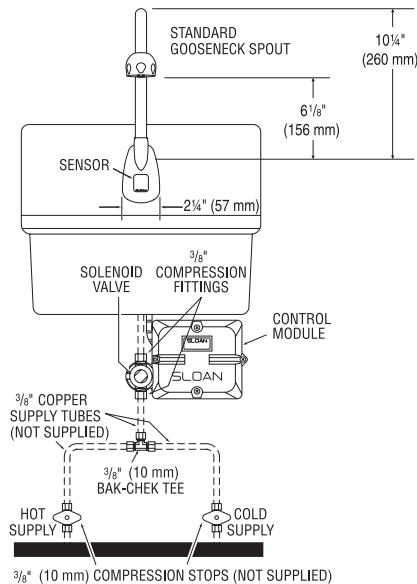 STANDARD
GOOSENECK SPOUT
10¼"
(260 mm)
6⅛"
(156 mm)
SENSOR
2¼" (57 mm)
SOLENOID
VALVE
⅜"
COMPRESSION
FITTINGS
CONTROL
MODULE
SLOAN
SLOAN
⅜" COPPER
SUPPLY TUBES
(NOT SUPPLIED)
⅜" (10 mm)
BAK-CHEK TEE
HOT
SUPPLY
COLD
SUPPLY
⅜" (10 mm) COMPRESSION STOPS (NOT SUPPLIED)